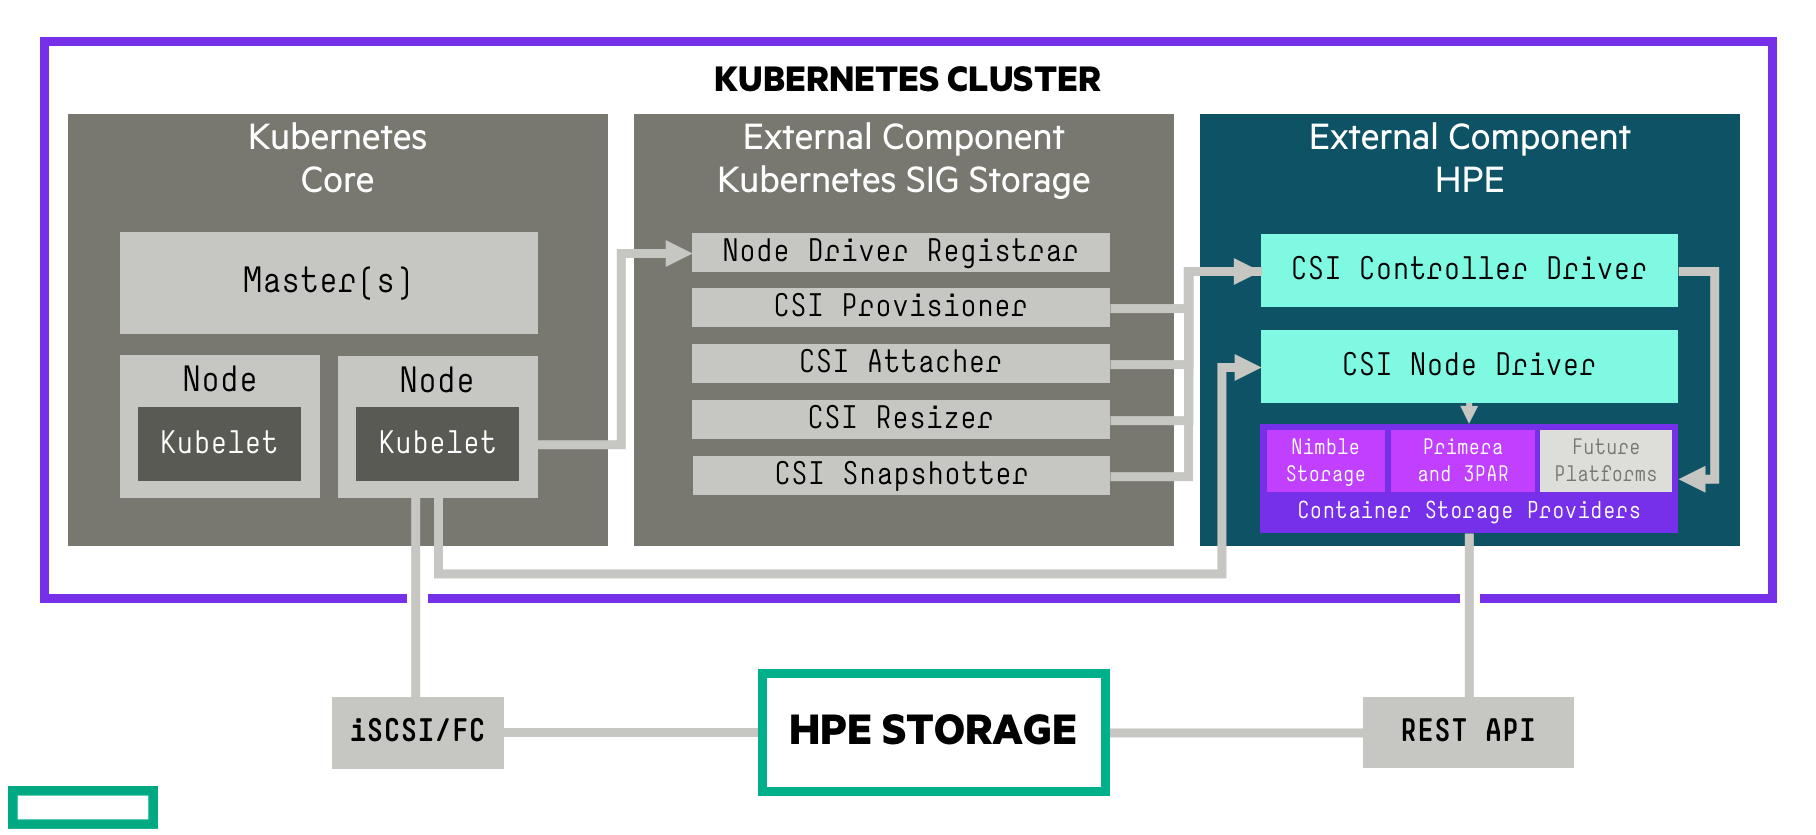 KUBERNETES CLUSTER
Kubernetes
Core
Master(s)
Node
Kubelet
Node
Kubelet
External Component
Kubernetes SIG Storage
Node Driver Registrar
CSI Provisioner
CSI Attacher
CSI Resizer
CSI Snapshotter
External Component
HPE
CSI Controller Driver
CSI Node Driver
Nimble
Storage
Primera
and 3PAR
Future
Platforms
Container Storage Providers
iSCSI/FC
HPE STORAGE
REST API